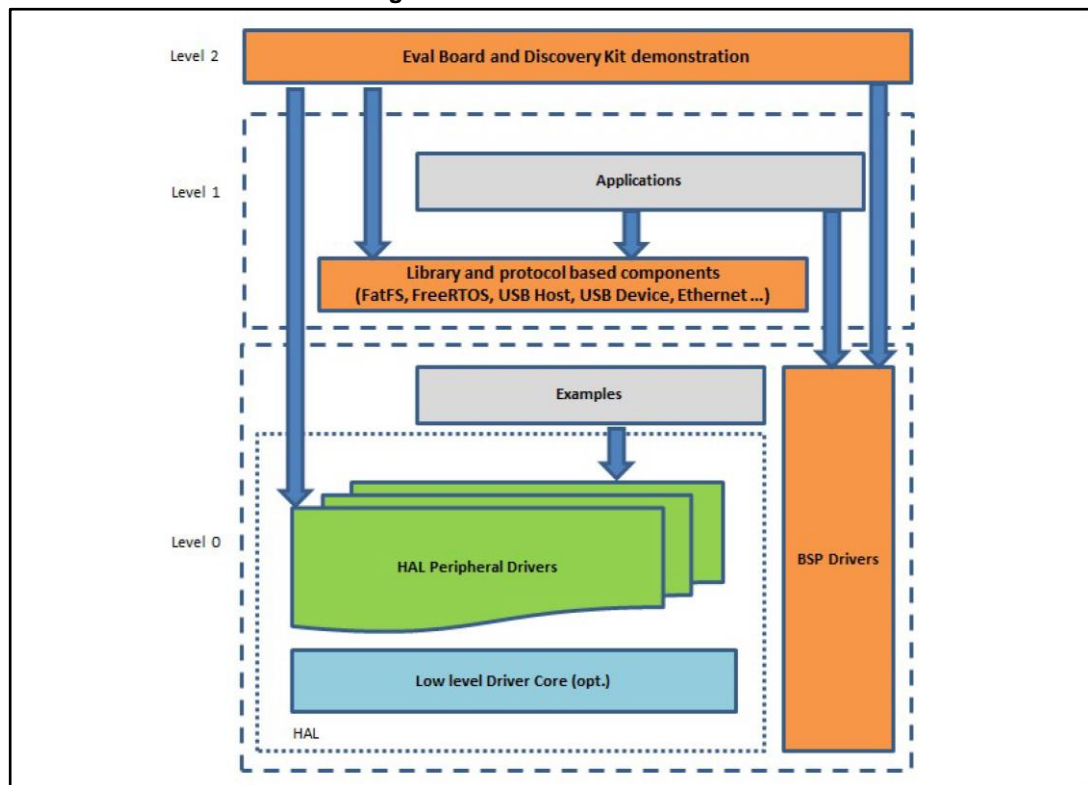 Level 2
Eval Board and Discovery Kit demonstration
Level 1
Applications
Library and protocol based components
(FatFS, FreeRTOS, USB Host, USB Device, Ethernet ...)
Examples
Level 0
HAL Peripheral Drivers
BSP Drivers
Low level Driver Core (opt.)
HAL